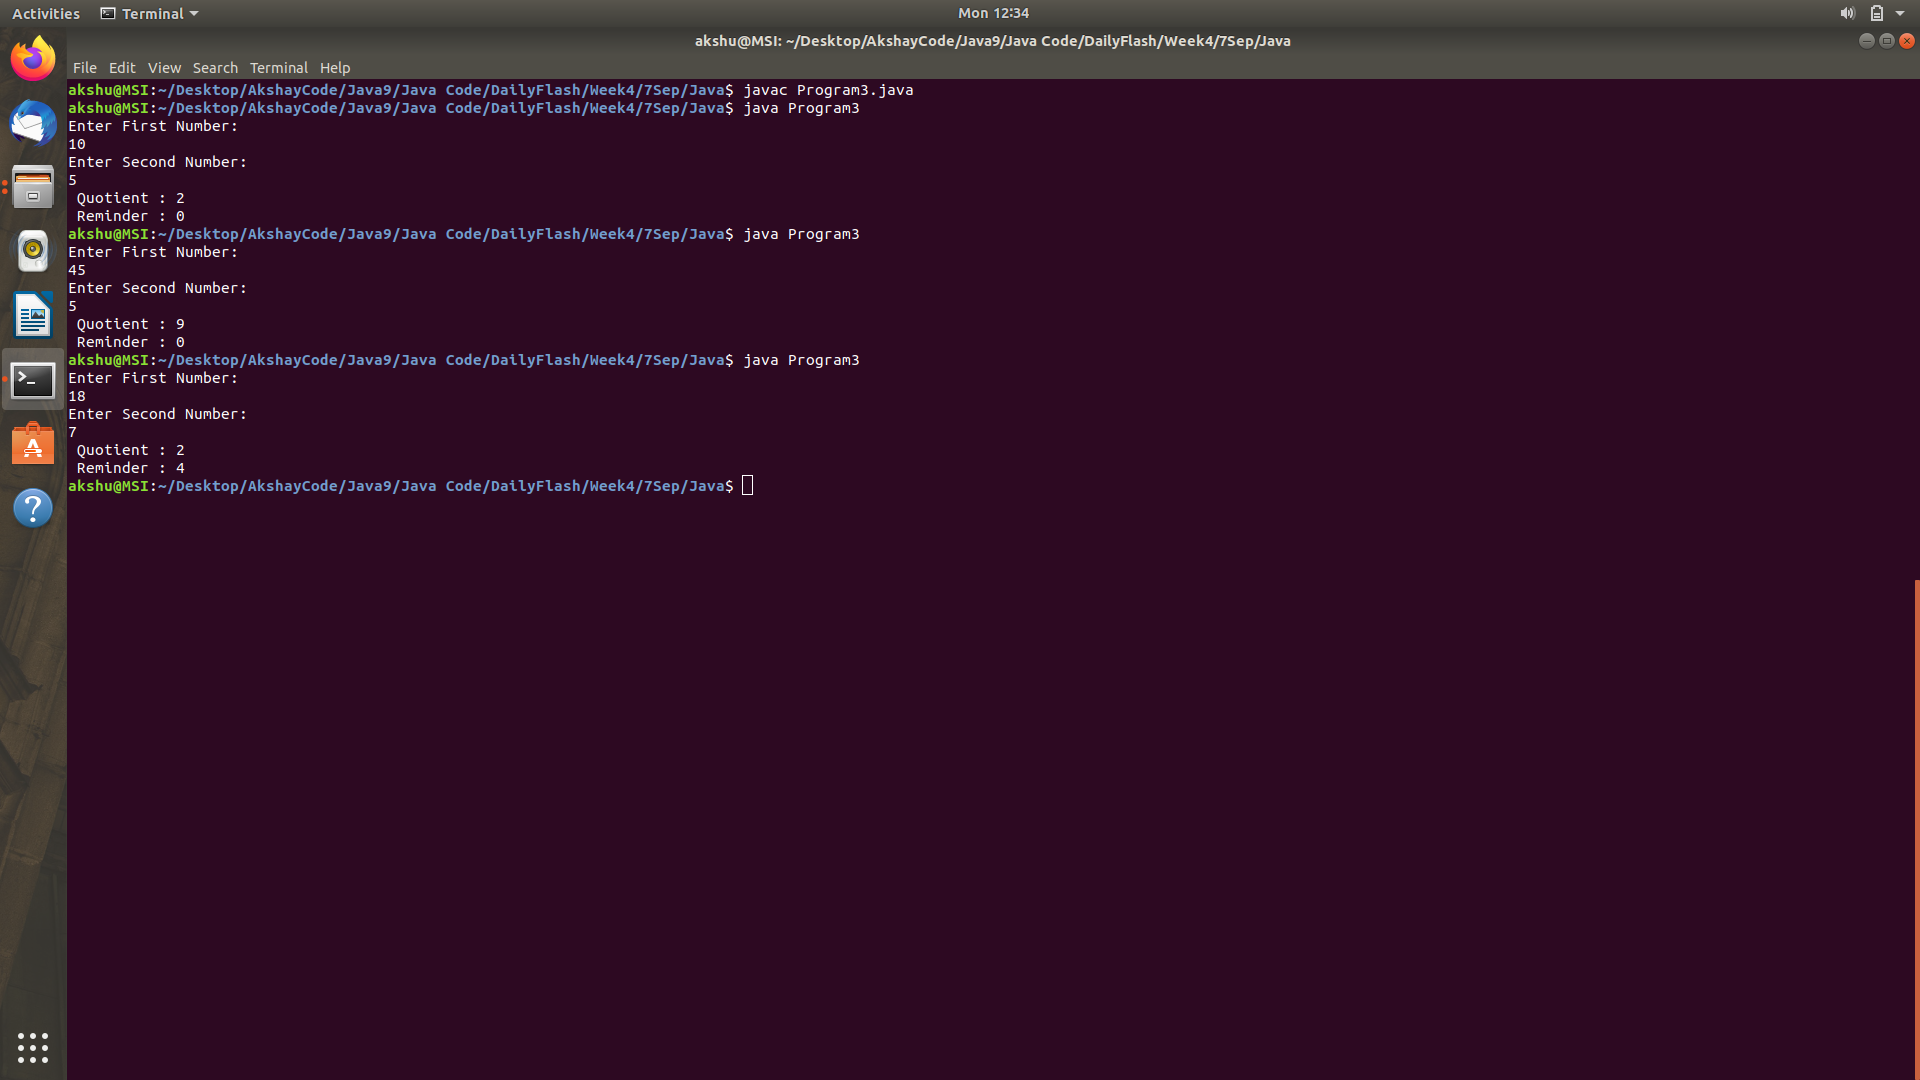 Activities Terminal Mon 12:34
akshu@MSI: ~/Desktop/AkshayCode/Java9/Java Code/DailyFlash/Week4/7Sep/Java
File Edit View Search Terminal Help
akshu@MSI:~/Desktop/AkshayCode/Java9/Java Code/DailyFlash/Week4/7Sep/Java$ javac Program3.java
akshu@MSI:~/Desktop/AkshayCode/Java9/Java Code/DailyFlash/Week4/7Sep/Java$ java Program3
Enter First Number:
10
Enter Second Number:
5
 Quotient : 2
 Reminder : 0
akshu@MSI:~/Desktop/AkshayCode/Java9/Java Code/DailyFlash/Week4/7Sep/Java$ java Program3
Enter First Number:
45
Enter Second Number:
5
 Quotient : 9
 Reminder : 0
akshu@MSI:~/Desktop/AkshayCode/Java9/Java Code/DailyFlash/Week4/7Sep/Java$ java Program3
Enter First Number:
18
Enter Second Number:
7
 Quotient : 2
 Reminder : 4
akshu@MSI:~/Desktop/AkshayCode/Java9/Java Code/DailyFlash/Week4/7Sep/Java$